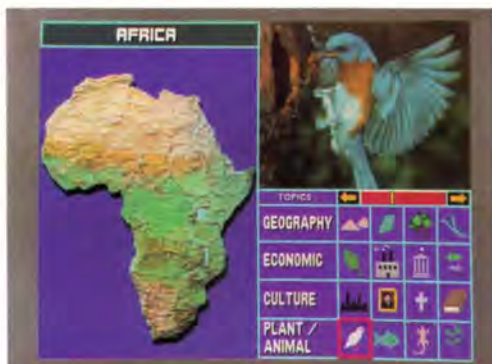 AFRICA
TOPICS
GEOGRAPHY
ECONOMIC
CULTURE
PLANT /
ANIMAL